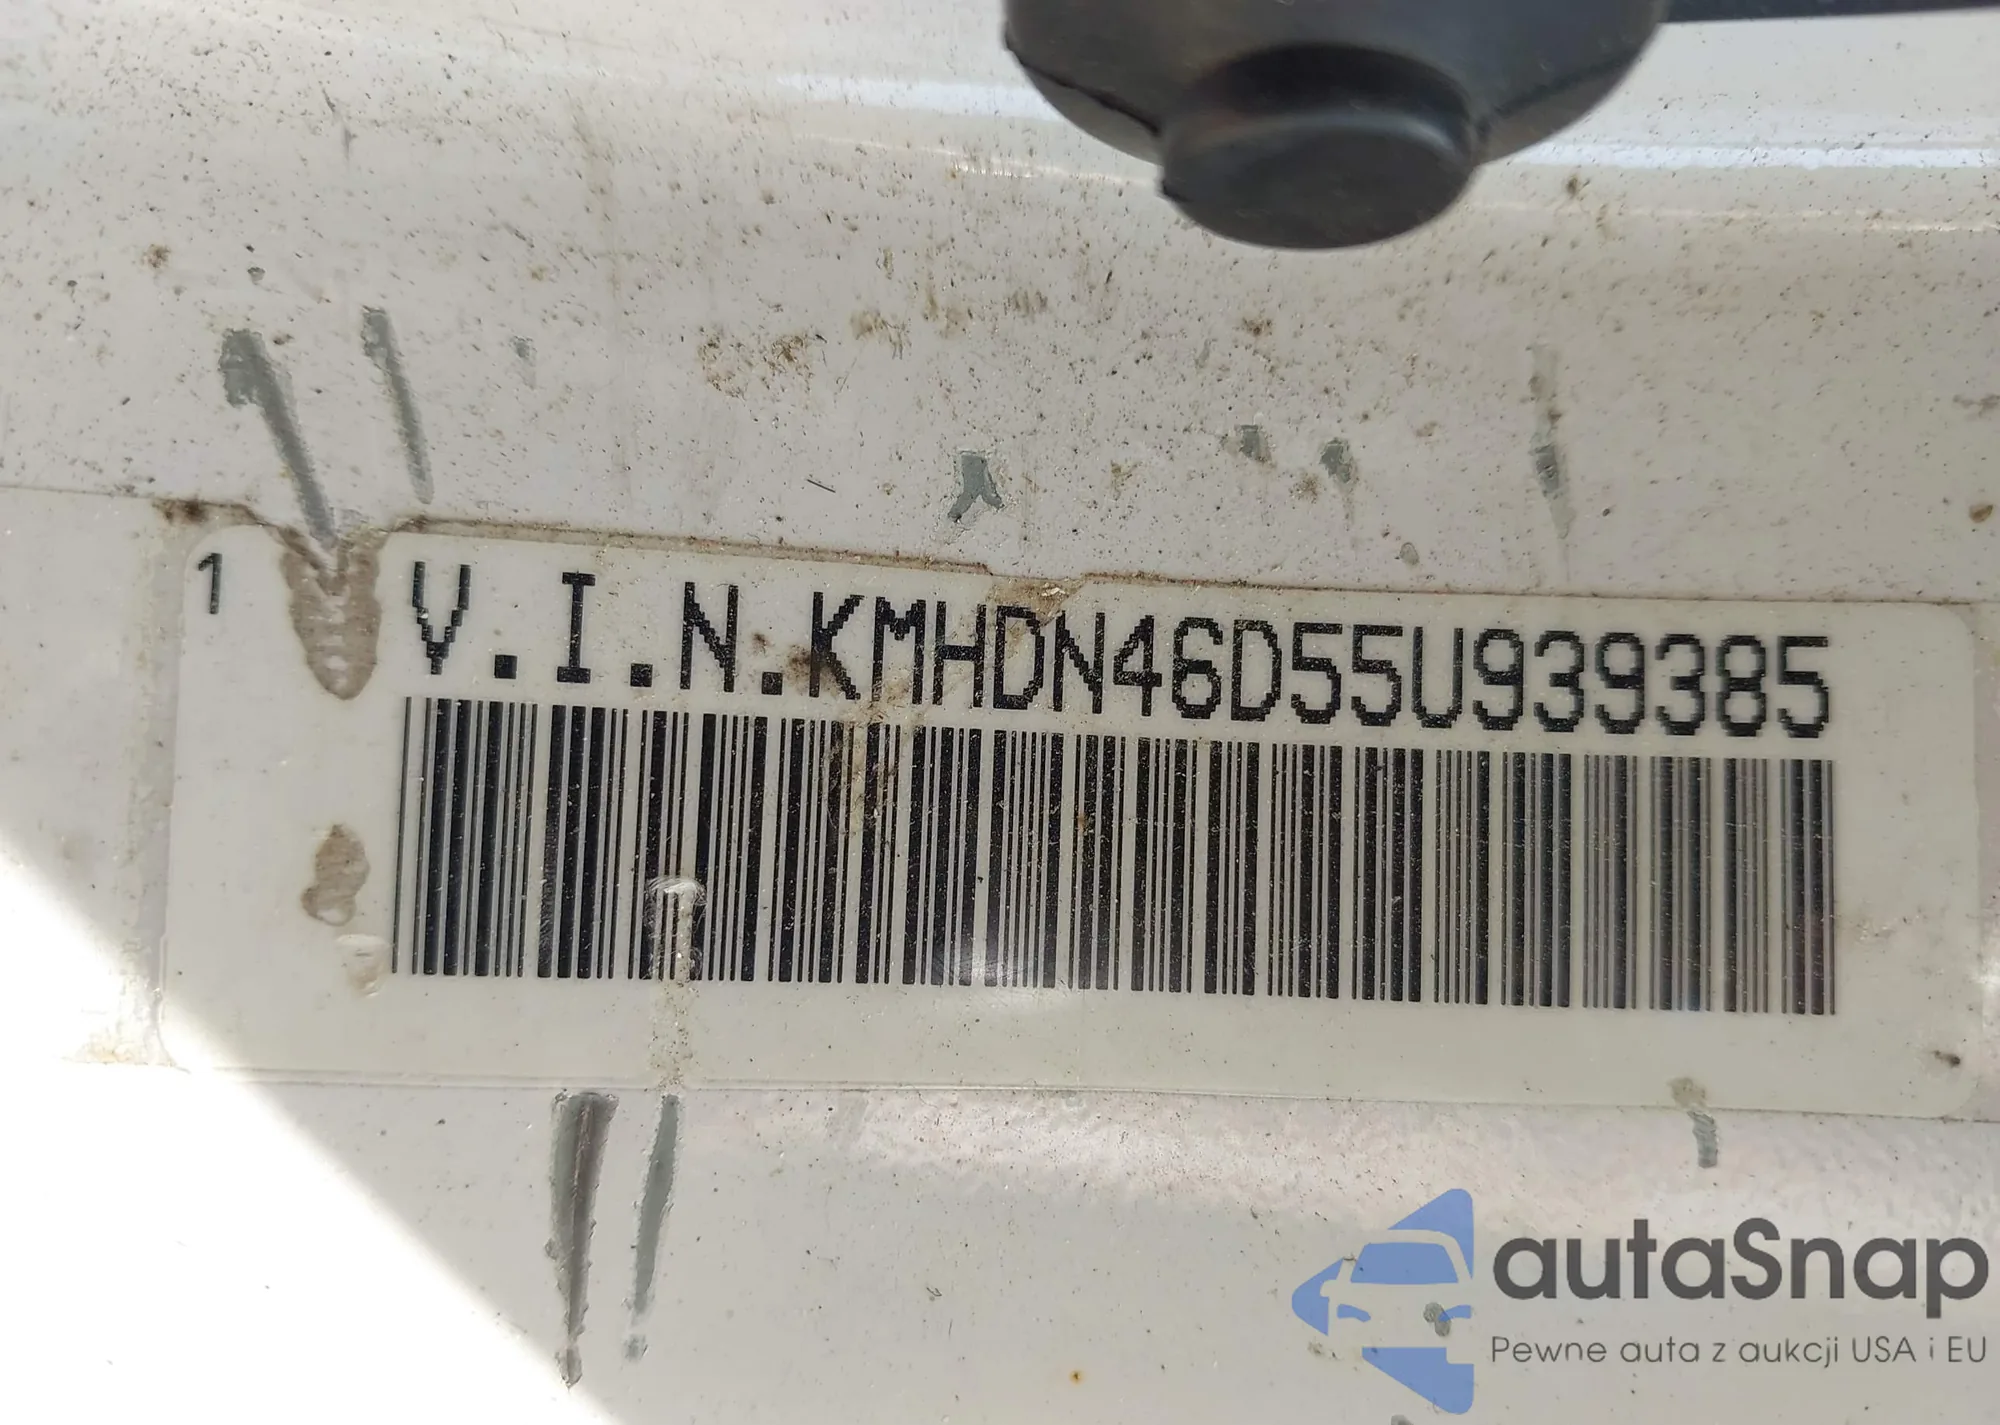 1
V.I.N.KMHDN46D55U939385
autaSnap
Pewne auta z aukcji USA i EU